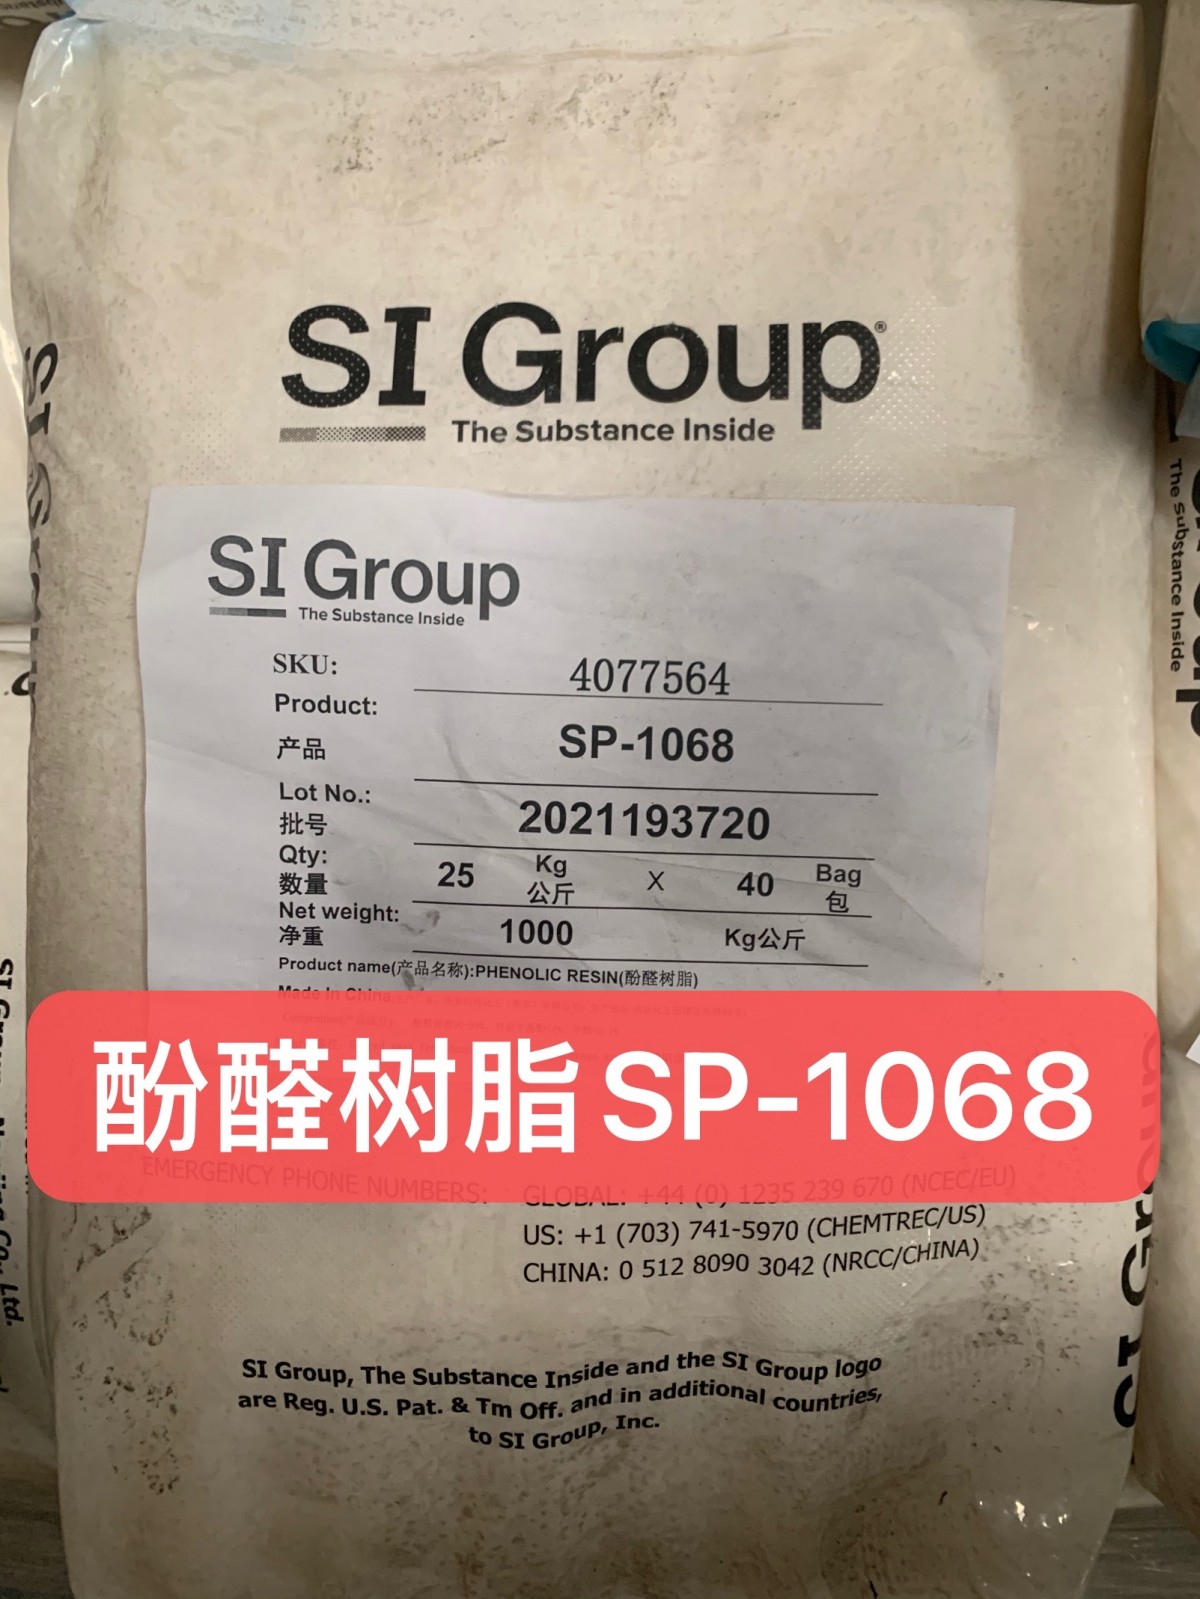 SI Group®
The Substance Inside
SI Group
The Substance Inside
SKU: 4077564
Product:
产品 SP-1068
Lot No.:
批号 2021193720
Qty:
数量 25 Kg 公斤 X 40 Bag 包
Net weight:
净重 1000 Kg公斤
Product name(产品名称):PHENOLIC RESIN(酚醛树脂)
Made In China
酚醛树脂SP-1068
EMERGENCY PHONE NUMBERS: GLOBAL: +44 (0) 1235 239 670 (NCEC/EU)
US: +1 (703) 741-5970 (CHEMTREC/US)
CHINA: 0 512 8090 3042 (NRCC/CHINA)
SI Group, The Substance Inside and the SI Group logo
are Reg. U.S. Pat. & Tm Off. and in additional countries,
to SI Group, Inc.
SI Group
The Substance Inside